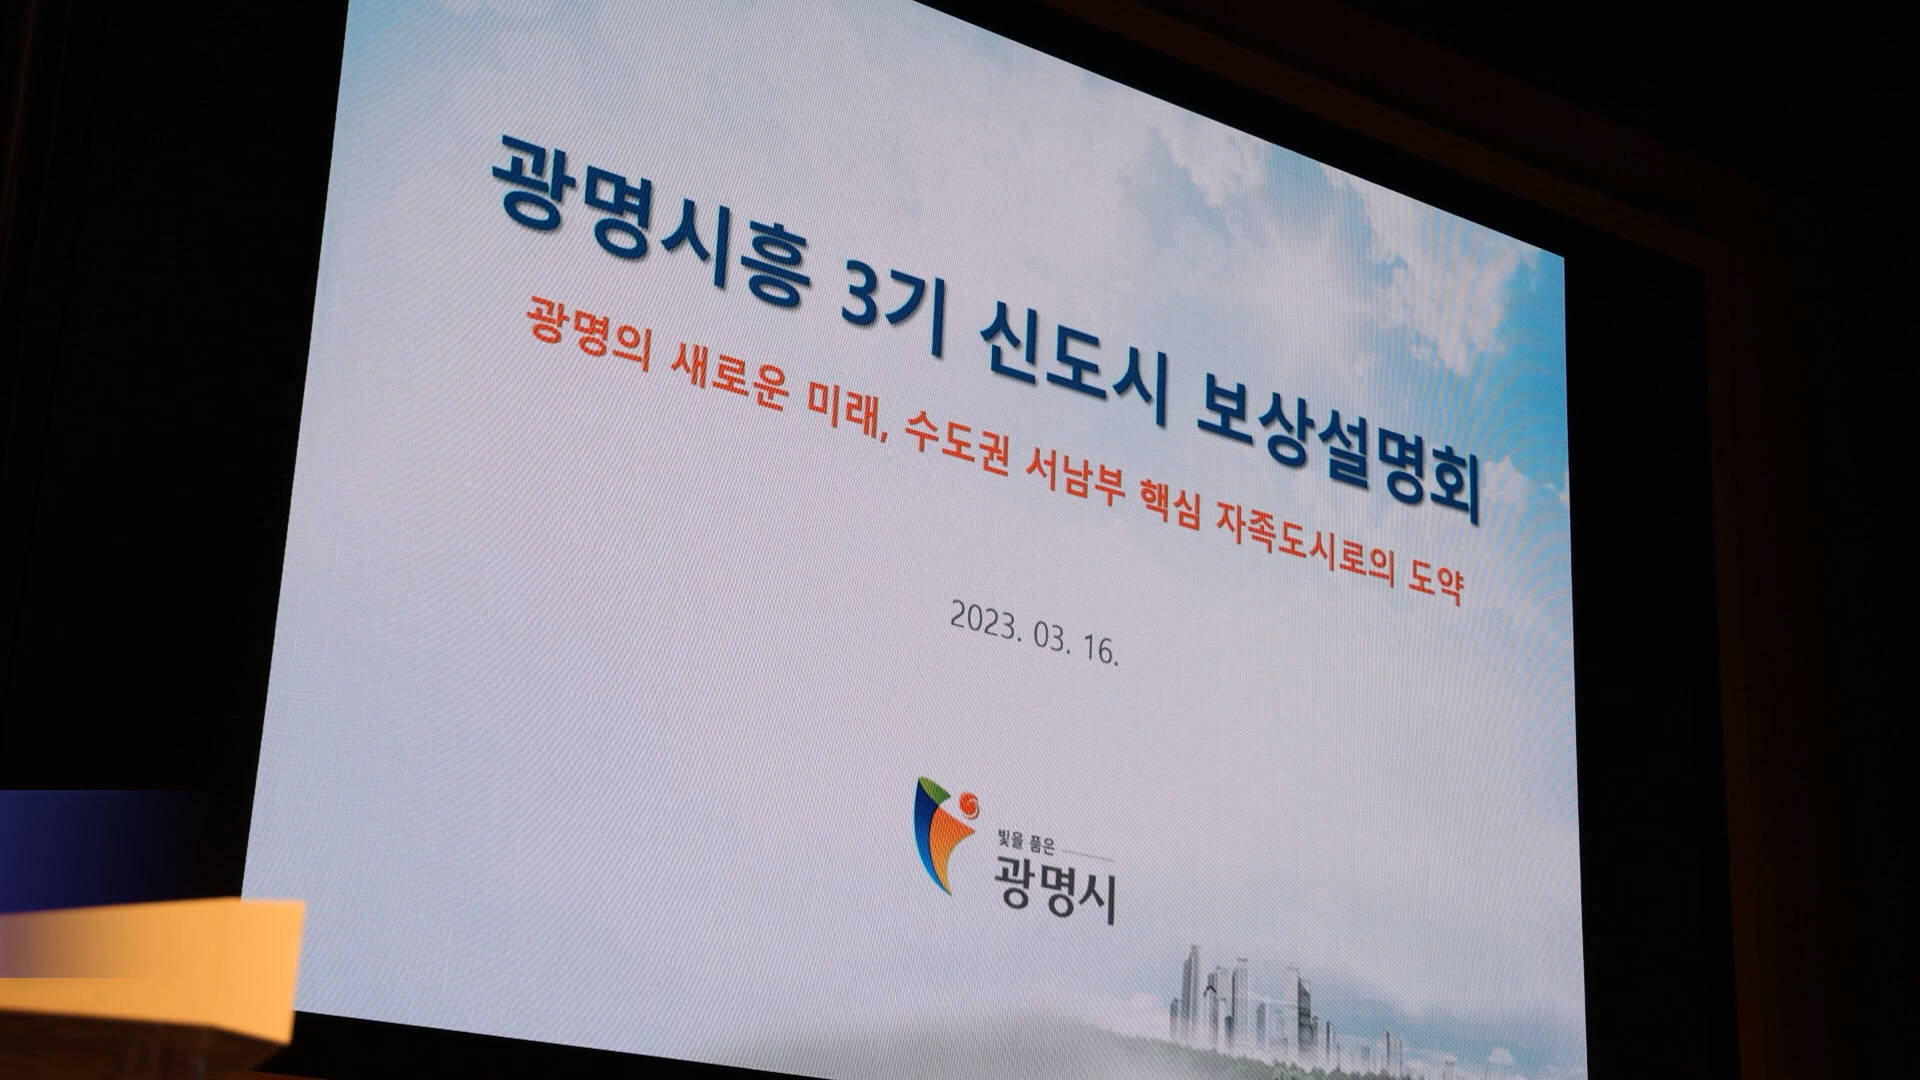 광명시흥 3기 신도시 보상설명회
광명의 새로운 미래, 수도권 서남부 핵심 자족도시로의 도약
2023. 03. 16.
빛을 품은
광명시